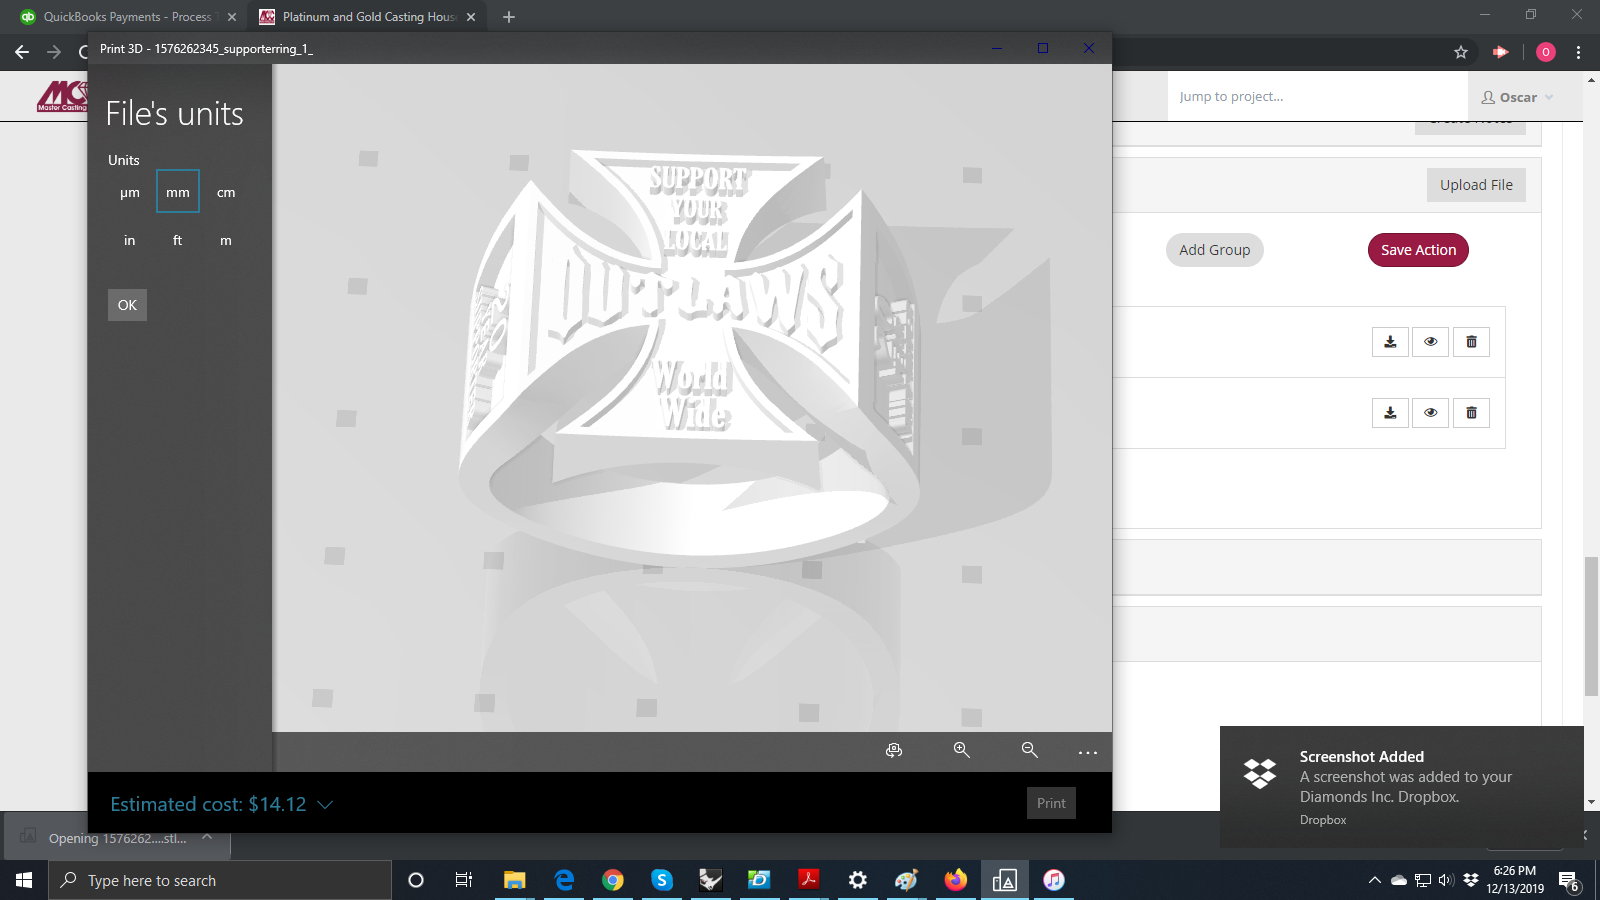 QuickBooks Payments - Process T
Platinum and Gold Casting Hous
Print 3D - 1576262345_supporterring_1_
O
MC
Master Casting
Jump to project...
Oscar
File's units
Units
µm
mm
cm
in
ft
m
OK
SUPPORT
YOUR
LOCAL
OUTLAWS
World
Wide
Upload File
Add Group
Save Action
Estimated cost: $14.12
Print
Screenshot Added
A screenshot was added to your
Diamonds Inc. Dropbox.
Dropbox
Opening 1576262....stl...
Type here to search
6:26 PM
12/13/2019
6